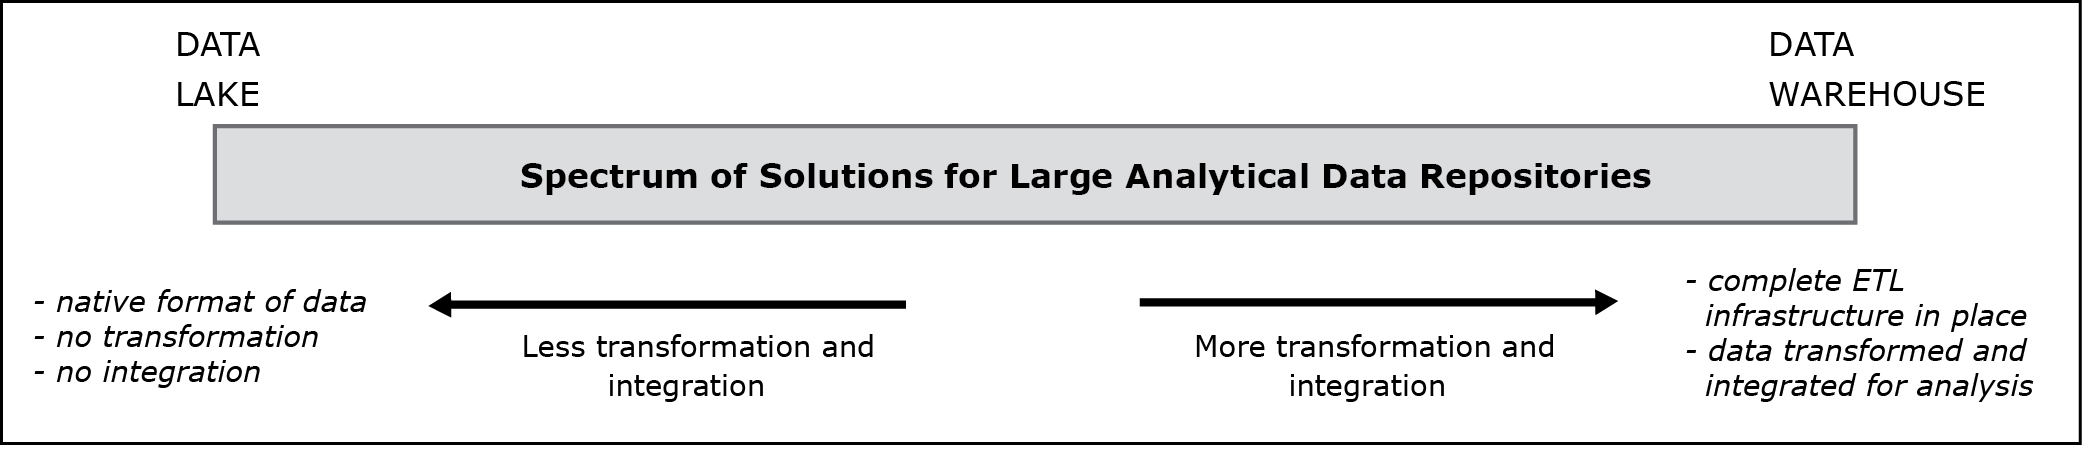 DATA
LAKE
DATA
WAREHOUSE
Spectrum of Solutions for Large Analytical Data Repositories
- native format of data
- no transformation
- no integration
Less transformation and
integration
More transformation and
integration
- complete ETL
infrastructure in place
- data transformed and
integrated for analysis